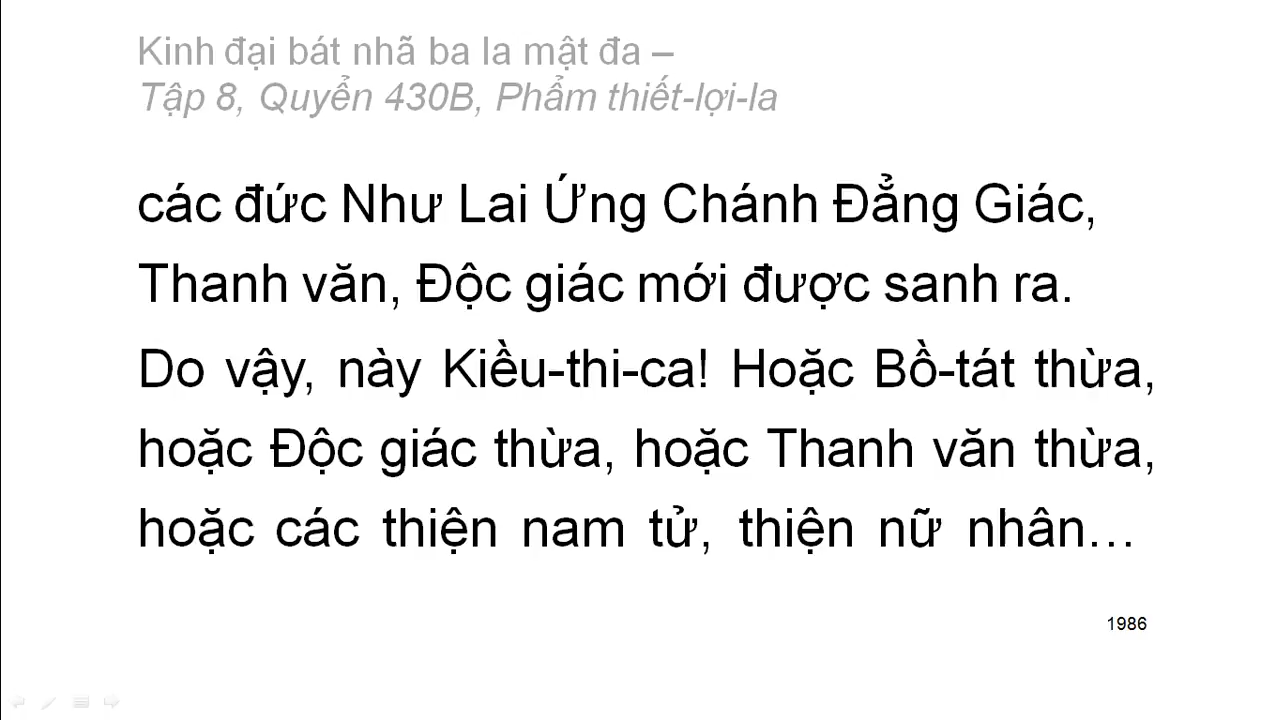 Kinh đại bát nhã ba la mật đa –
Tập 8, Quyển 430B, Phẩm thiết-lợi-la
các đức Như Lai Ứng Chánh Đẳng Giác,
Thanh văn, Độc giác mới được sanh ra.
Do vậy, này Kiều-thi-ca! Hoặc Bồ-tát thừa,
hoặc Độc giác thừa, hoặc Thanh văn thừa,
hoặc các thiện nam tử, thiện nữ nhân…
1986